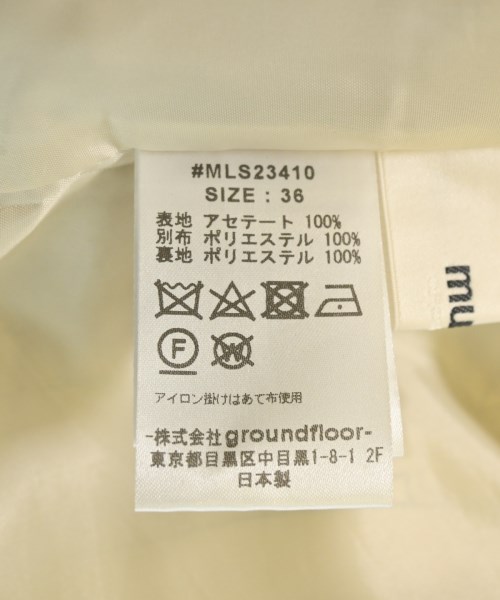 #MLS23410
SIZE : 36
表地 アセテート 100%
別布 ポリエステル 100%
裏地 ポリエステル 100%
F W
アイロン掛けはあて布使用
-株式会社groundfloor-
東京都目黒区中目黒1-8-1 2F
日本製
mu